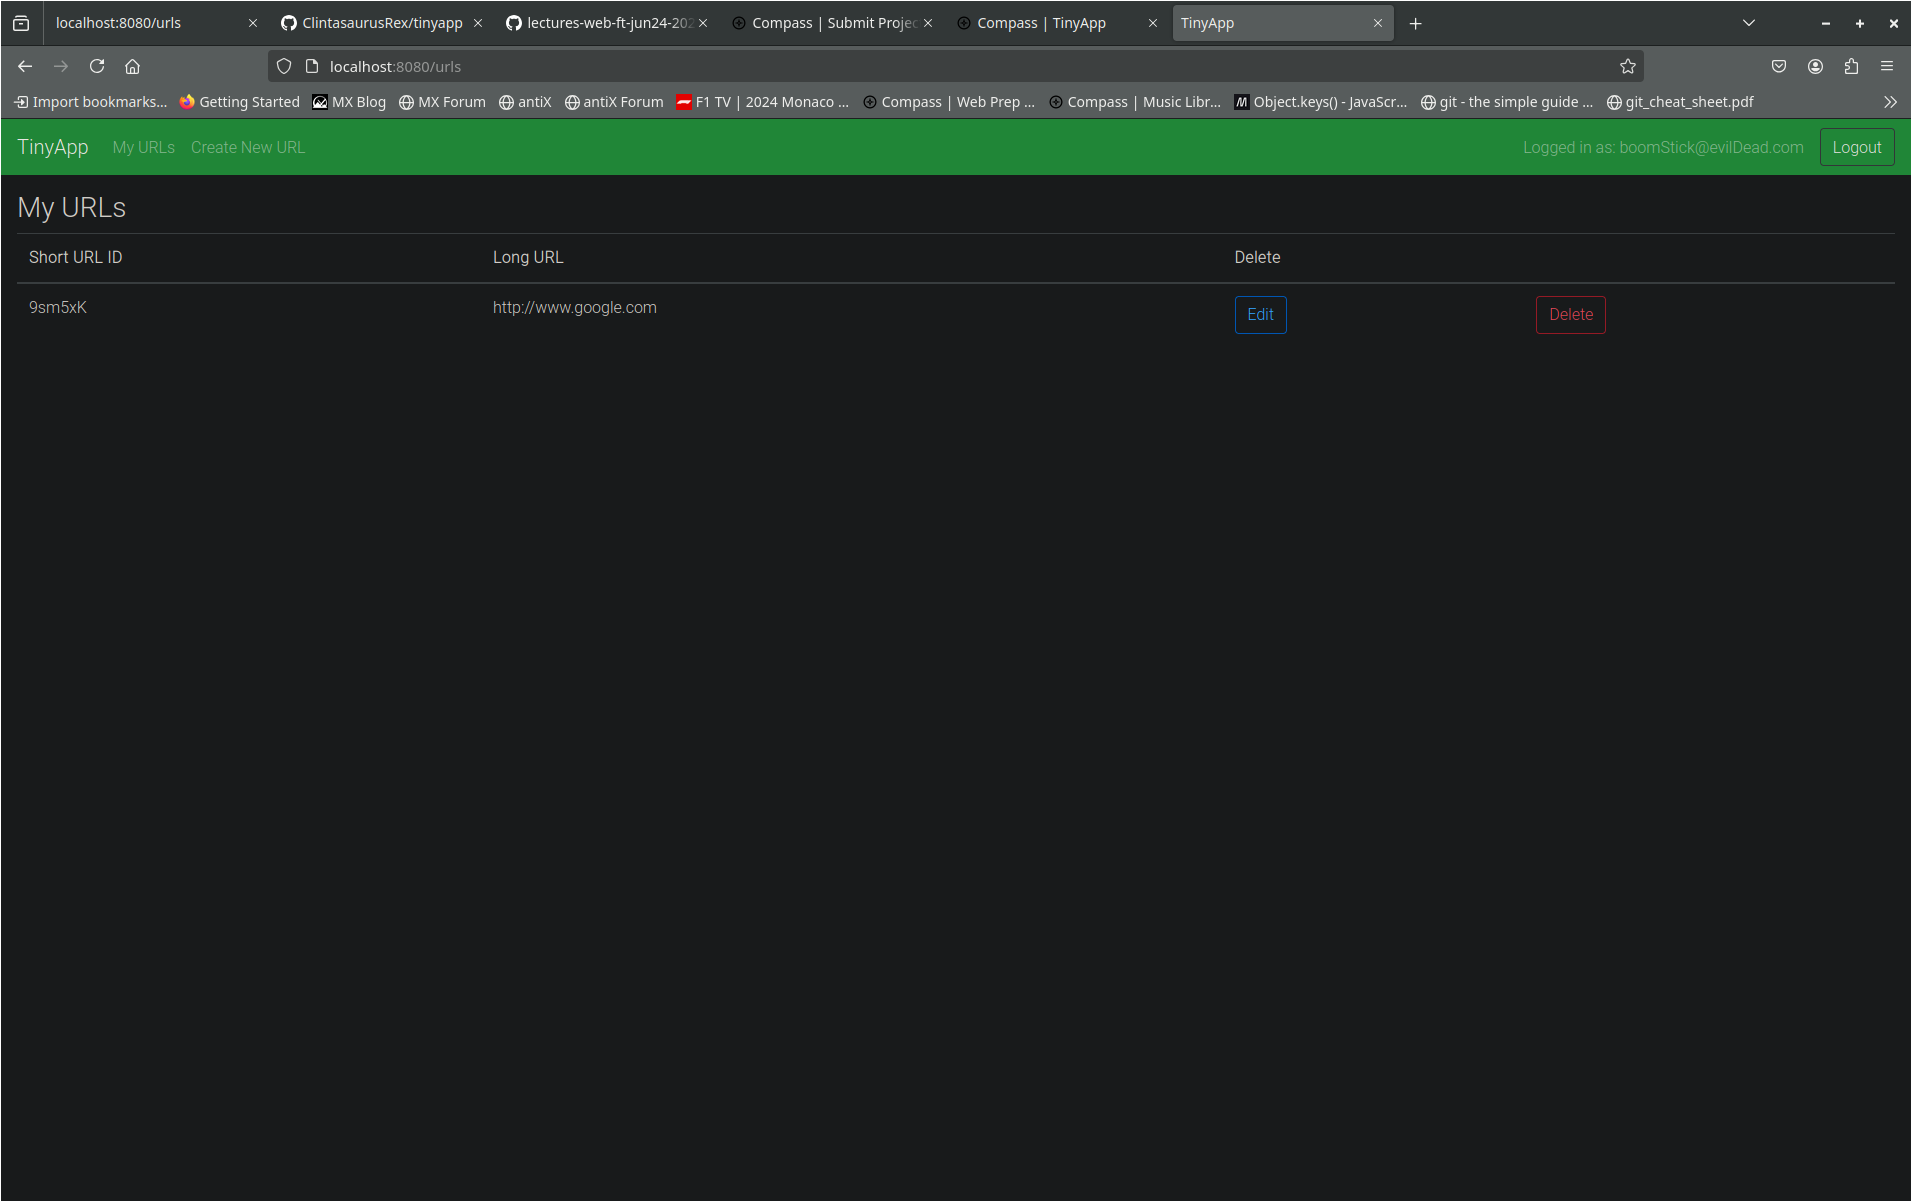 localhost:8080/urls ClintasaurusRex/tinyapp lectures-web-ft-jun24-202 Compass | Submit Projec Compass | TinyApp TinyApp
localhost:8080/urls
Import bookmarks... Getting Started MX Blog MX Forum antiX antiX Forum F1 TV | 2024 Monaco ... Compass | Web Prep ... Compass | Music Libr... Object.keys() - JavaScr... git - the simple guide ... git_cheat_sheet.pdf
TinyApp My URLs Create New URL Logged in as: boomStick@evilDead.com Logout
My URLs
Short URL ID Long URL Delete
9sm5xK http://www.google.com Edit Delete